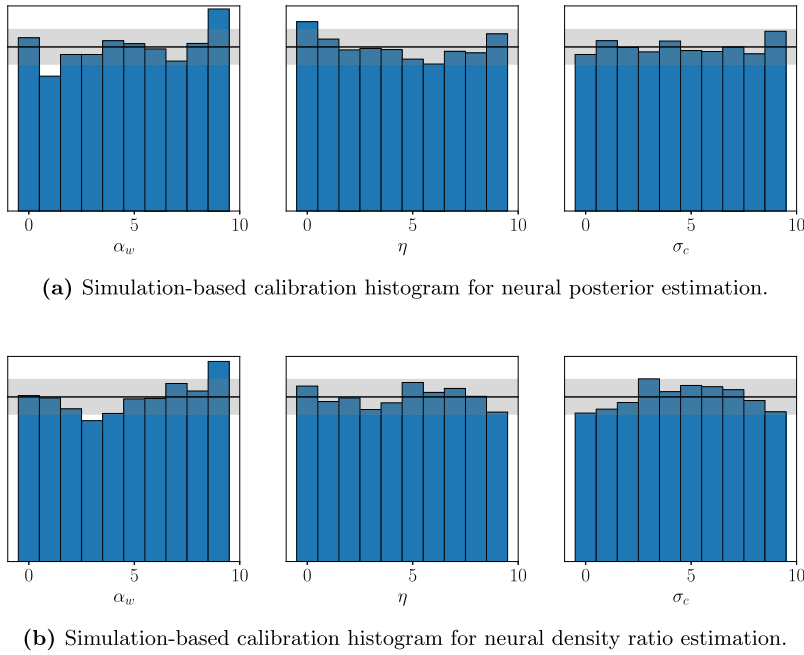 0 5 10 0 5 10 0 5 10
α_w η σ_c
(a) Simulation-based calibration histogram for neural posterior estimation.
0 5 10 0 5 10 0 5 10
α_w η σ_c
(b) Simulation-based calibration histogram for neural density ratio estimation.